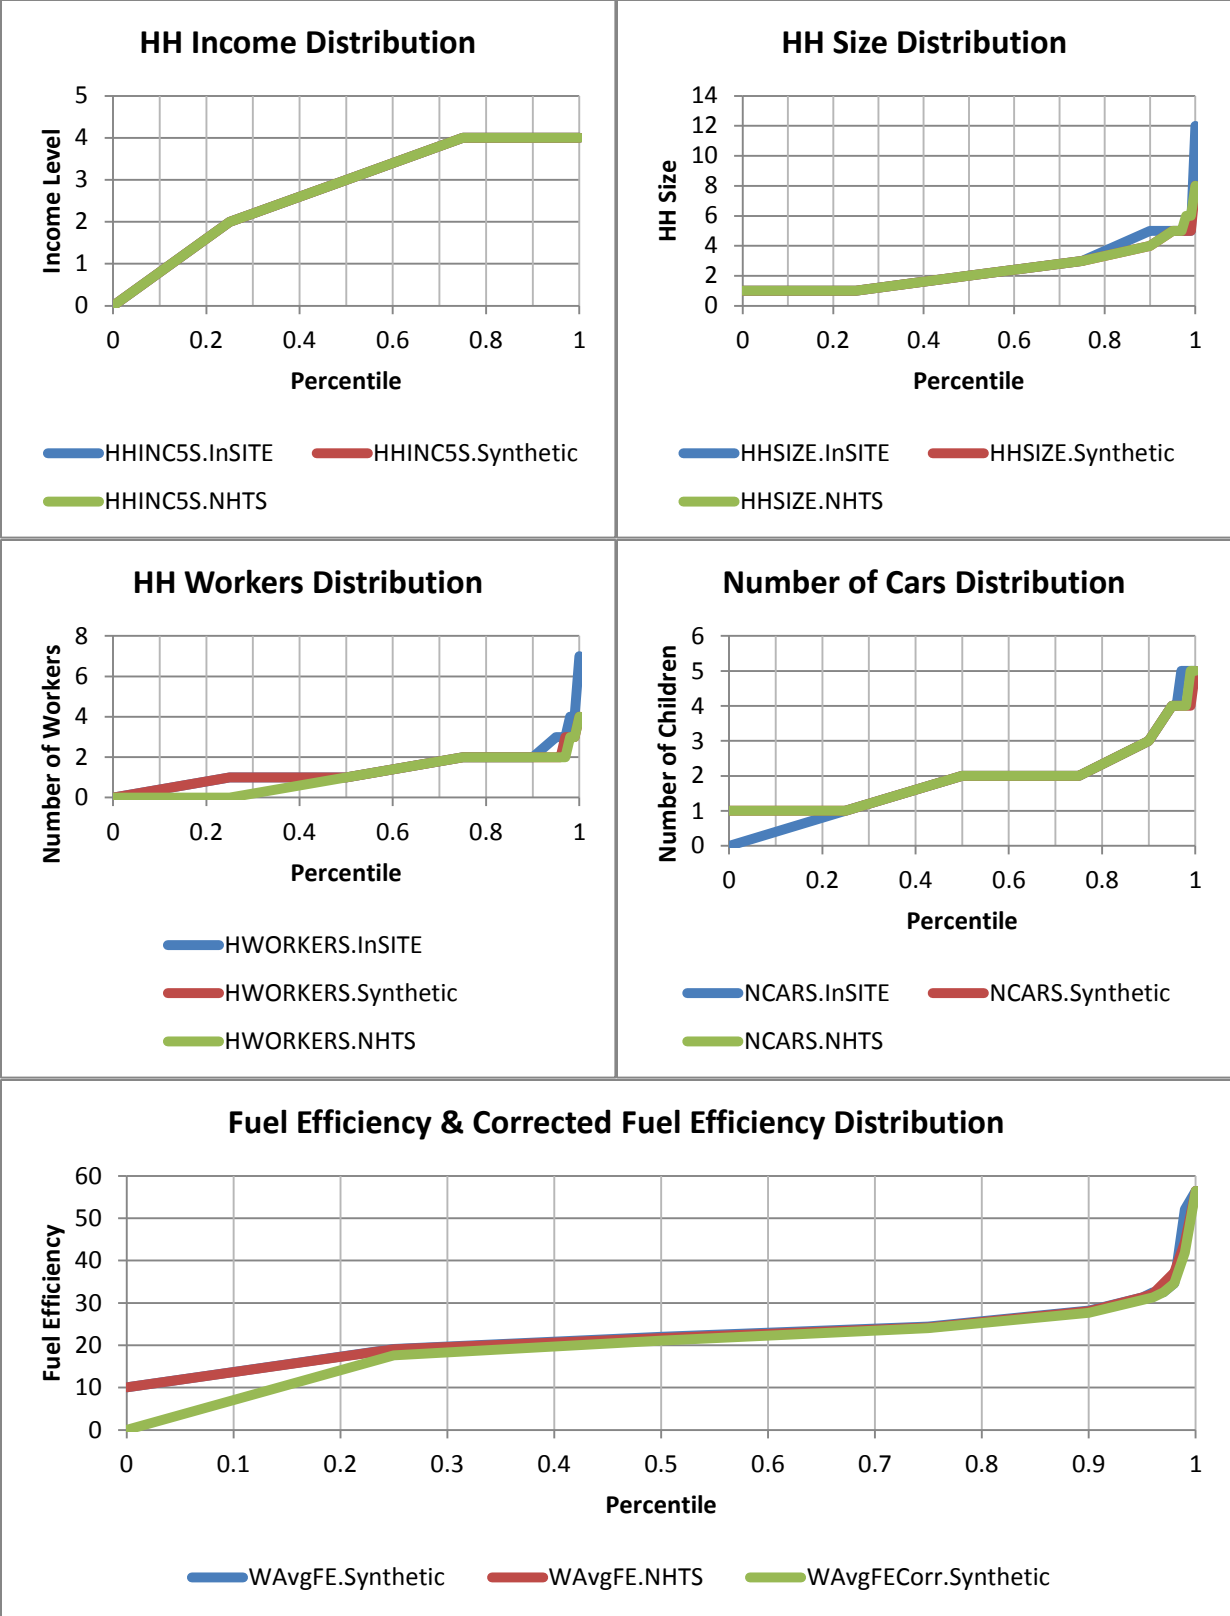 HH Income Distribution
5
4
3
2
1
0
Income Level
0 0.2 0.4 0.6 0.8 1
Percentile
HHINC5S.InSITE HHINC5S.Synthetic
HHINC5S.NHTS
HH Size Distribution
14
12
10
8
6
4
2
0
HH Size
0 0.2 0.4 0.6 0.8 1
Percentile
HHSIZE.InSITE HHSIZE.Synthetic
HHSIZE.NHTS
HH Workers Distribution
8
6
4
2
0
Number of Workers
0 0.2 0.4 0.6 0.8 1
Percentile
HWORKERS.InSITE
HWORKERS.Synthetic
HWORKERS.NHTS
Number of Cars Distribution
6
5
4
3
2
1
0
Number of Children
0 0.2 0.4 0.6 0.8 1
Percentile
NCARS.InSITE NCARS.Synthetic
NCARS.NHTS
Fuel Efficiency & Corrected Fuel Efficiency Distribution
60
50
40
30
20
10
0
Fuel Efficiency
0 0.1 0.2 0.3 0.4 0.5 0.6 0.7 0.8 0.9 1
Percentile
WAvgFE.Synthetic WAvgFE.NHTS WAvgFECorr.Synthetic